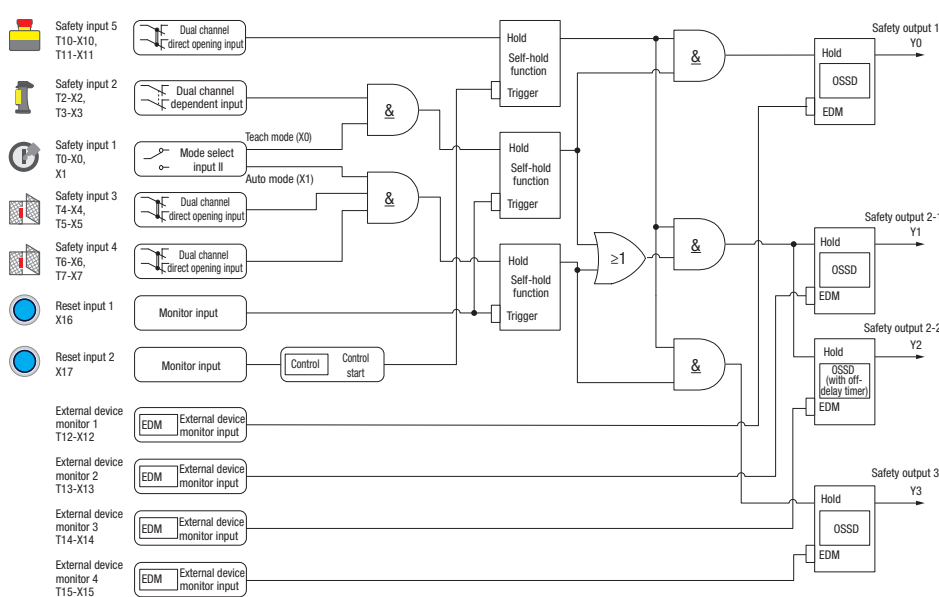 Safety input 5
T10-X10,
T11-X11
Dual channel
direct opening input
Safety input 2
T2-X2,
T3-X3
Dual channel
dependent input
Safety input 1
T0-X0,
X1
Mode select
input II
Teach mode (X0)
Auto mode (X1)
Safety input 3
T4-X4,
T5-X5
Dual channel
direct opening input
Safety input 4
T6-X6,
T7-X7
Dual channel
direct opening input
Reset input 1
X16
Monitor input
Reset input 2
X17
Monitor input
Control
Control
start
External device
monitor 1
T12-X12
EDM
External device
monitor input
External device
monitor 2
T13-X13
EDM
External device
monitor input
External device
monitor 3
T14-X14
EDM
External device
monitor input
External device
monitor 4
T15-X15
EDM
External device
monitor input
&
&
Hold
Self-hold
function
Trigger
Hold
Self-hold
function
Trigger
Hold
Self-hold
function
Trigger
≥1
&
&
&
Safety output 1
Y0
Hold
OSSD
EDM
Safety output 2-1
Y1
Hold
OSSD
EDM
Safety output 2-2
Y2
Hold
OSSD
(with off-
delay timer)
EDM
Safety output 3
Y3
Hold
OSSD
EDM